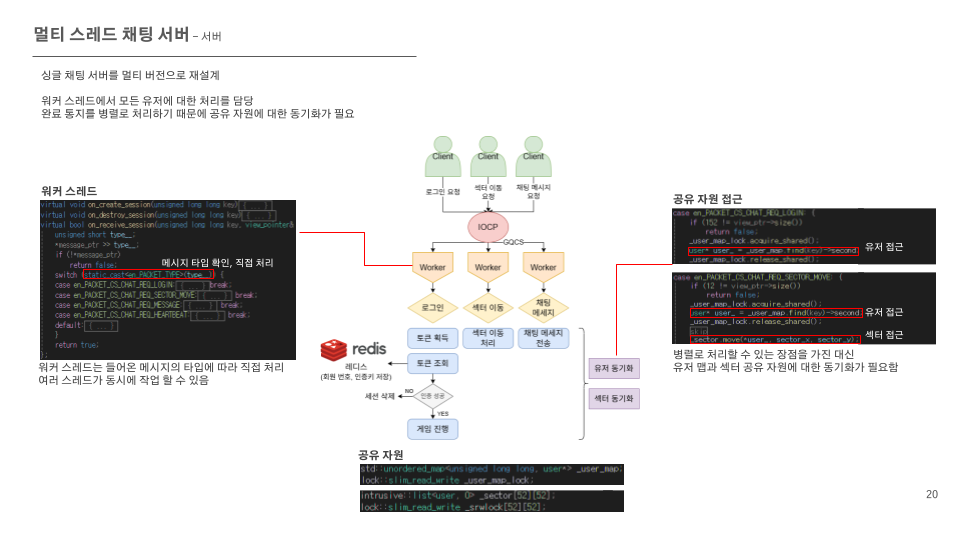 멀티 스레드 채팅 서버 – 서버
싱글 채팅 서버를 멀티 버전으로 재설계
워커 스레드에서 모든 유저에 대한 처리를 담당
완료 통지를 병렬로 처리하기 때문에 공유 자원에 대한 동기화가 필요
워커 스레드
virtual void on_create_session(unsigned long long key){ ... }
virtual void on_destroy_session(unsigned long long key){ ... }
virtual bool on_receive_session(unsigned long long key, view_pointer&
unsigned short type__;
*message_ptr >> type__;
if (!*message_ptr)
return false;
메시지 타입 확인, 직접 처리
switch (static_cast<en_PACKET_TYPE>(type__)) {
case en_PACKET_CS_CHAT_REQ_LOGIN: { ... } break;
case en_PACKET_CS_CHAT_REQ_SECTOR_MOVE: { ... } break;
case en_PACKET_CS_CHAT_REQ_MESSAGE: { ... } break;
case en_PACKET_CS_CHAT_REQ_HEARTBEAT: { ... } break;
default: { ... }
}
return true;
};
워커 스레드는 들어온 메시지의 타입에 따라 직접 처리
여러 스레드가 동시에 작업 할 수 있음
Client
Client
Client
로그인 요청
섹터 이동
요청
채팅 메시지
요청
IOCP
GQCS
Worker
Worker
Worker
로그인
섹터 이동
채팅
메세지
토큰 획득
섹터 이동
처리
채팅 메세지
전송
redis
레디스
(회원 번호, 인증키 저장)
토큰 조회
세션 삭제
NO
인증 성공
YES
게임 진행
유저 동기화
섹터 동기화
공유 자원
std::unordered_map<unsigned long long, user*> _user_map;
lock::slim_read_write _user_map_lock;
intrusive::list<user, 0> _sector[52][52];
lock::slim_read_write _srwlock[52][52];
공유 자원 접근
case en_PACKET_CS_CHAT_REQ_LOGIN: {
if (152 != view_ptr->size())
return false;
_user_map_lock.acquire_shared();
user* user_ = _user_map.find(key)->second;
유저 접근
_user_map_lock.release_shared();
case en_PACKET_CS_CHAT_REQ_SECTOR_MOVE: {
if (12 != view_ptr->size())
return false;
_user_map_lock.acquire_shared();
user* user_ = _user_map.find(key)->second;
유저 접근
_user_map_lock.release_shared();
skip
_sector.move(*user_, sector_x, sector_y);
섹터 접근
병렬로 처리할 수 있는 장점을 가진 대신
유저 맵과 섹터 공유 자원에 대한 동기화가 필요함
20